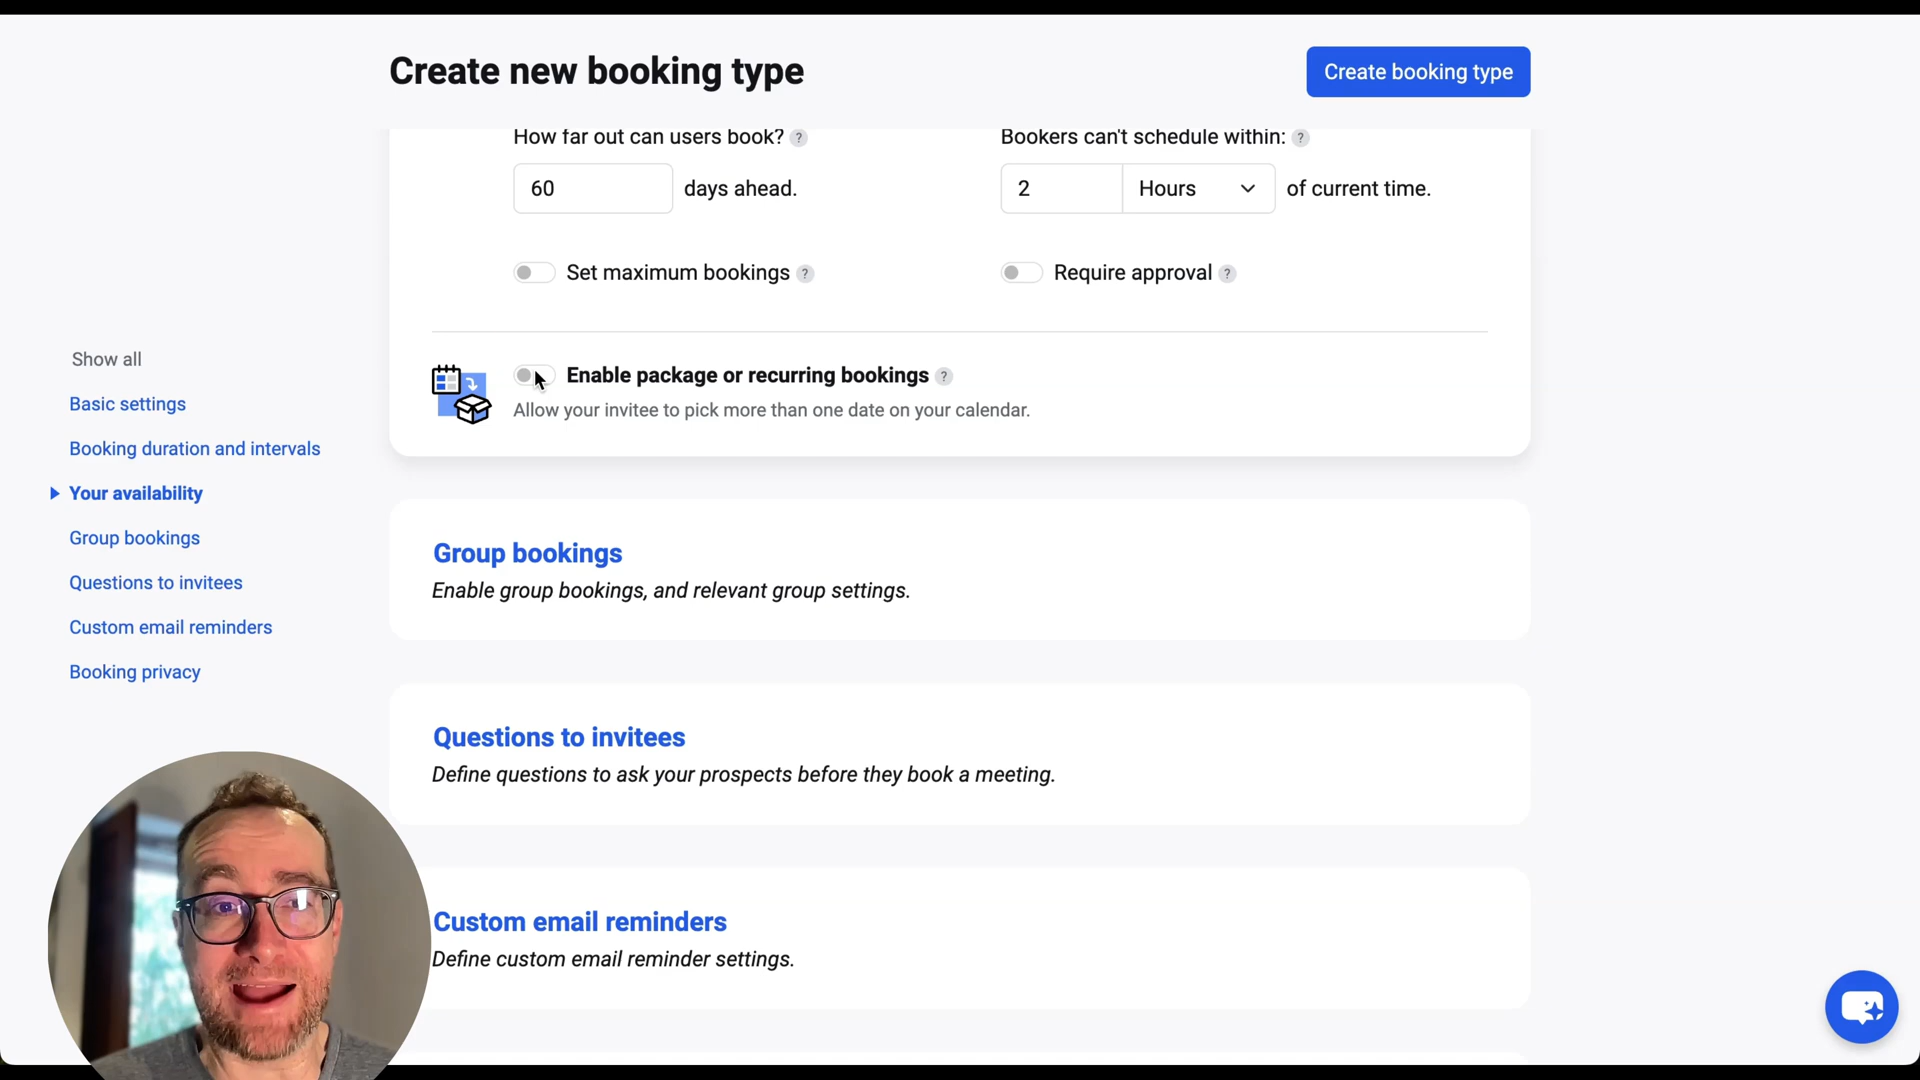 Create new booking type
Create booking type
How far out can users book? ?
Bookers can't schedule within: ?
60 days ahead.
2 Hours of current time.
Set maximum bookings ?
Require approval ?
Enable package or recurring bookings ?
Allow your invitee to pick more than one date on your calendar.
Show all
Basic settings
Booking duration and intervals
Your availability
Group bookings
Questions to invitees
Custom email reminders
Booking privacy
Group bookings
Enable group bookings, and relevant group settings.
Questions to invitees
Define questions to ask your prospects before they book a meeting.
Custom email reminders
Define custom email reminder settings.